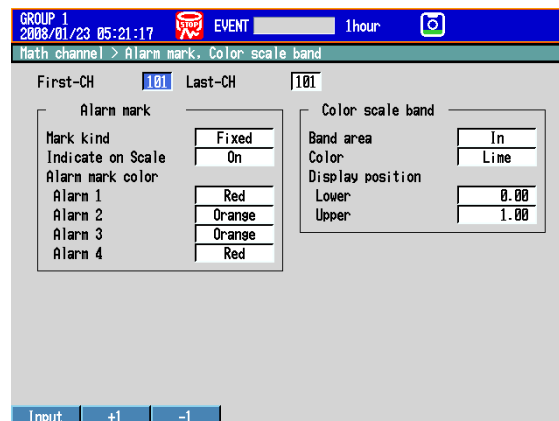 GROUP 1
2008/01/23 05:21:17 STOP EVENT 1hour
Math channel > Alarm mark, Color scale band
First-CH 101 Last-CH 101
Alarm mark
Mark kind Fixed
Indicate on Scale On
Alarm mark color
Alarm 1 Red
Alarm 2 Orange
Alarm 3 Orange
Alarm 4 Red
Color scale band
Band area In
Color Lime
Display position
Lower 0.00
Upper 1.00
Input +1 -1